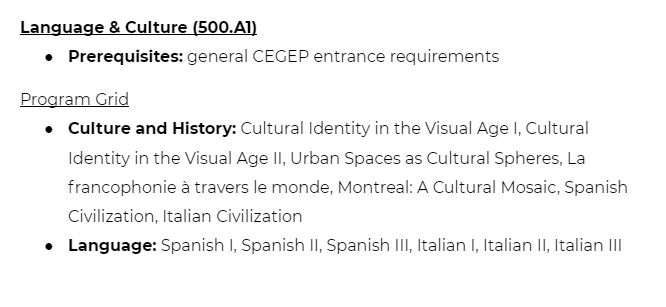 Language & Culture (500.A1)
● Prerequisites: general CEGEP entrance requirements
Program Grid
● Culture and History: Cultural Identity in the Visual Age I, Cultural
Identity in the Visual Age II, Urban Spaces as Cultural Spheres, La
francophonie à travers le monde, Montreal: A Cultural Mosaic, Spanish
Civilization, Italian Civilization
● Language: Spanish I, Spanish II, Spanish III, Italian I, Italian II, Italian III